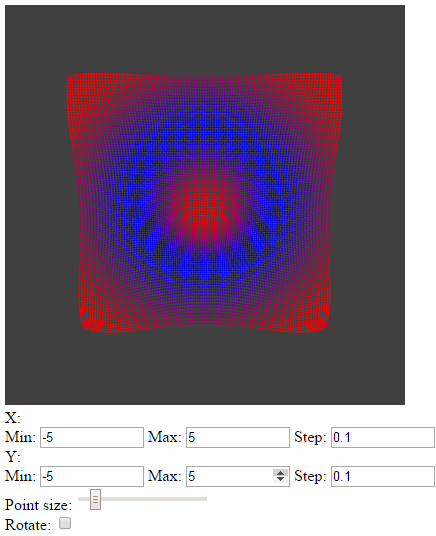 X:
Min: -5 Max: 5 Step: 0.1
Y:
Min: -5 Max: 5 Step: 0.1
Point size:
Rotate: